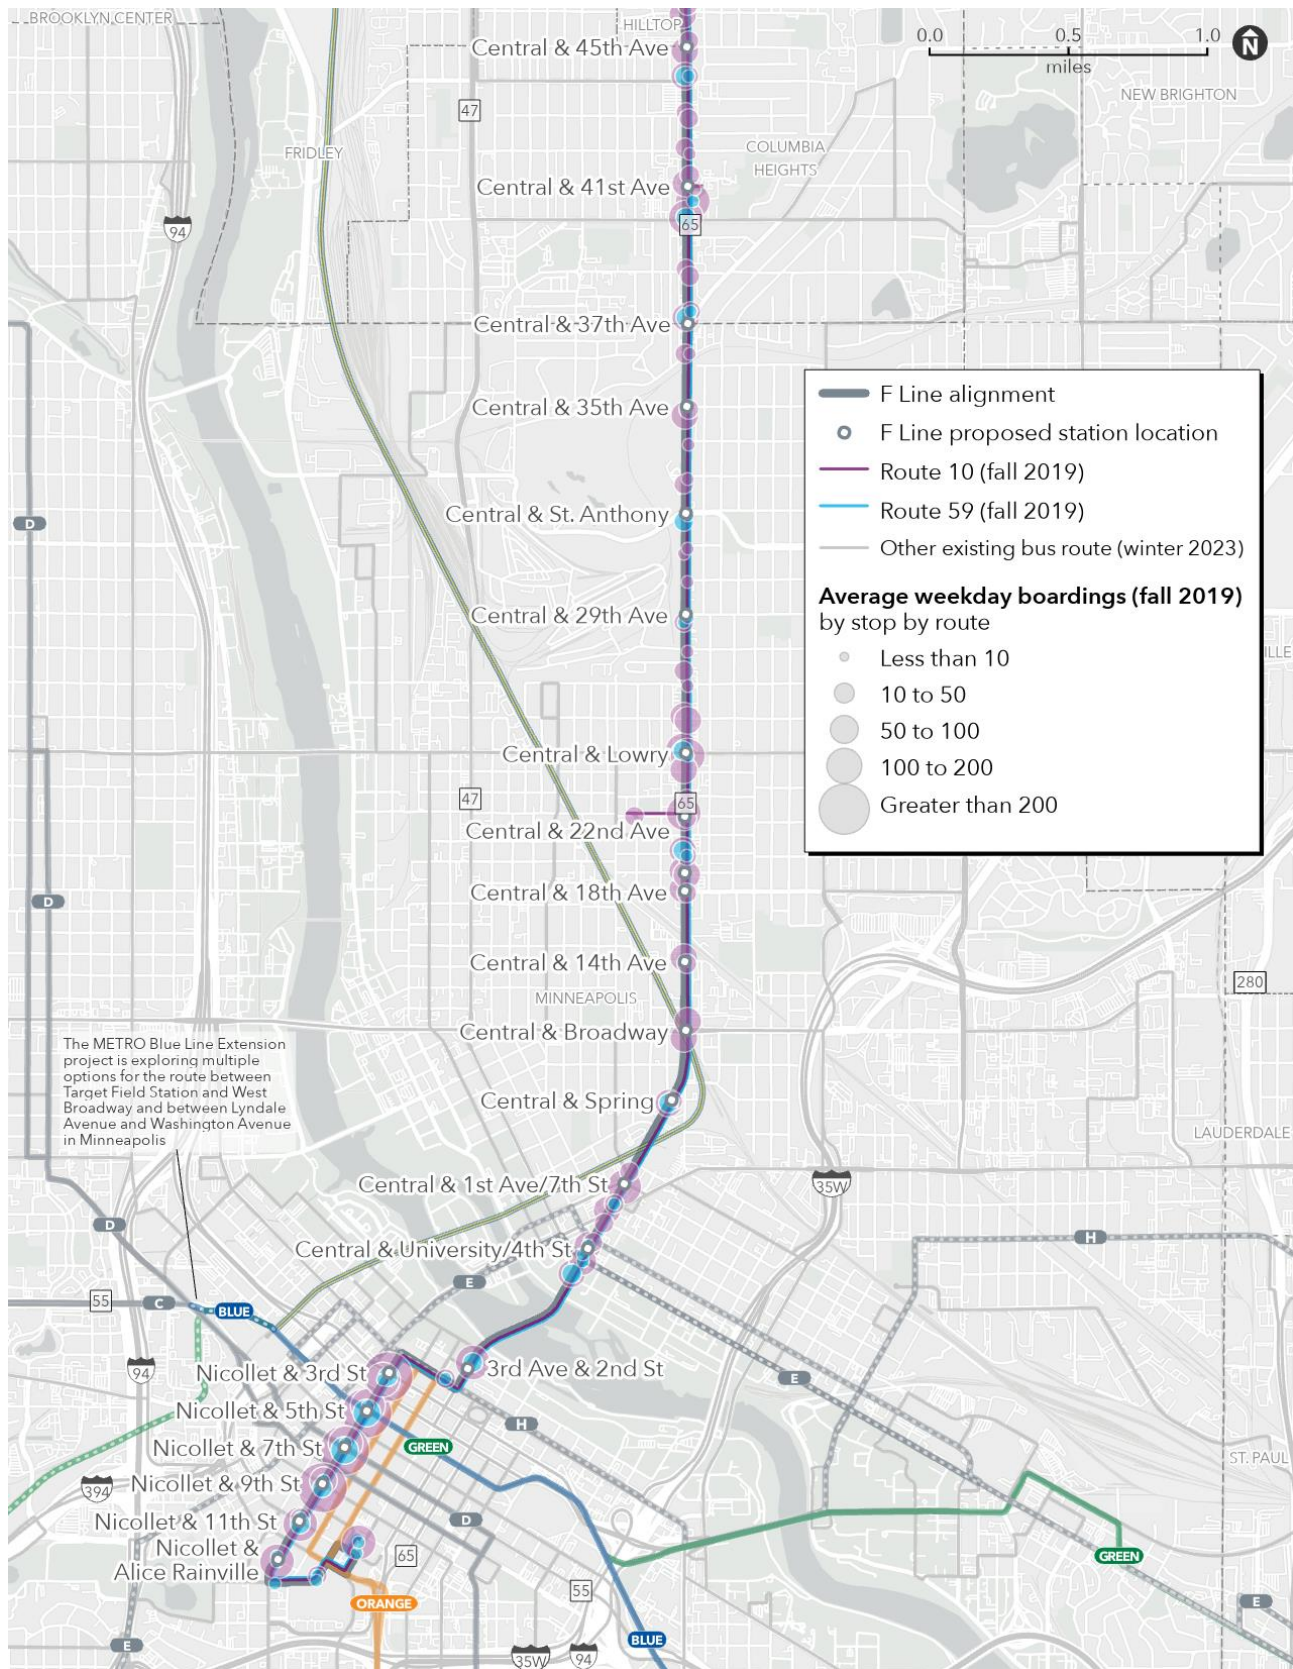 BROOKLYN CENTER
HILLTOP
Central & 45th Ave
0.0
0.5
1.0
miles
N
47
NEW BRIGHTON
FRIDLEY
COLUMBIA
HEIGHTS
Central & 41st Ave
94
65
Central & 37th Ave
Central & 35th Ave
F Line alignment
F Line proposed station location
Route 10 (fall 2019)
Route 59 (fall 2019)
Other existing bus route (winter 2023)
Average weekday boardings (fall 2019)
by stop by route
Less than 10
10 to 50
50 to 100
100 to 200
Greater than 200
D
Central & St. Anthony
Central & 29th Ave
ILLE
Central & Lowry
47
65
Central & 22nd Ave
Central & 18th Ave
D
Central & 14th Ave
280
MINNEAPOLIS
Central & Broadway
The METRO Blue Line Extension
project is exploring multiple
options for the route between
Target Field Station and West
Broadway and between Lyndale
Avenue and Washington Avenue
in Minneapolis
Central & Spring
LAUDERDALE
Central & 1st Ave/7th St
35W
D
H
Central & University/4th St
E
55
C
BLUE
94
Nicollet & 3rd St
3rd Ave & 2nd St
E
Nicollet & 5th St
H
Nicollet & 7th St
GREEN
ST. PAUL
394
Nicollet & 9th St
Nicollet & 11th St
D
Nicollet &
Alice Rainville
65
GREEN
55
ORANGE
E
BLUE
E
35W
94